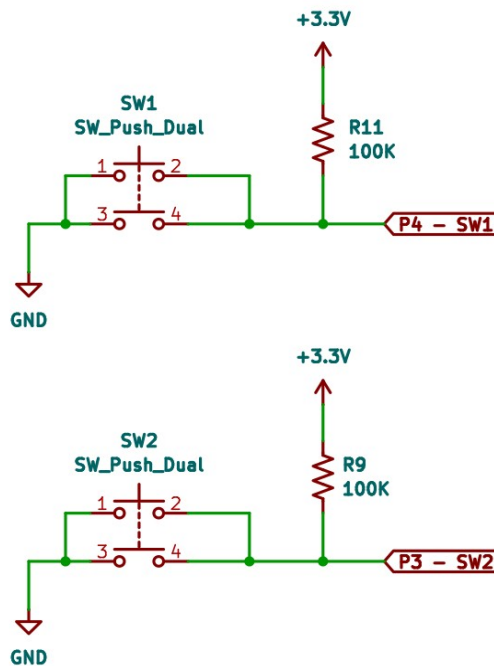 +3.3V
SW1
SW_Push_Dual
R11
100K
1 2
3 4
P4 - SW1
GND
+3.3V
SW2
SW_Push_Dual
R9
100K
1 2
3 4
P3 - SW2
GND